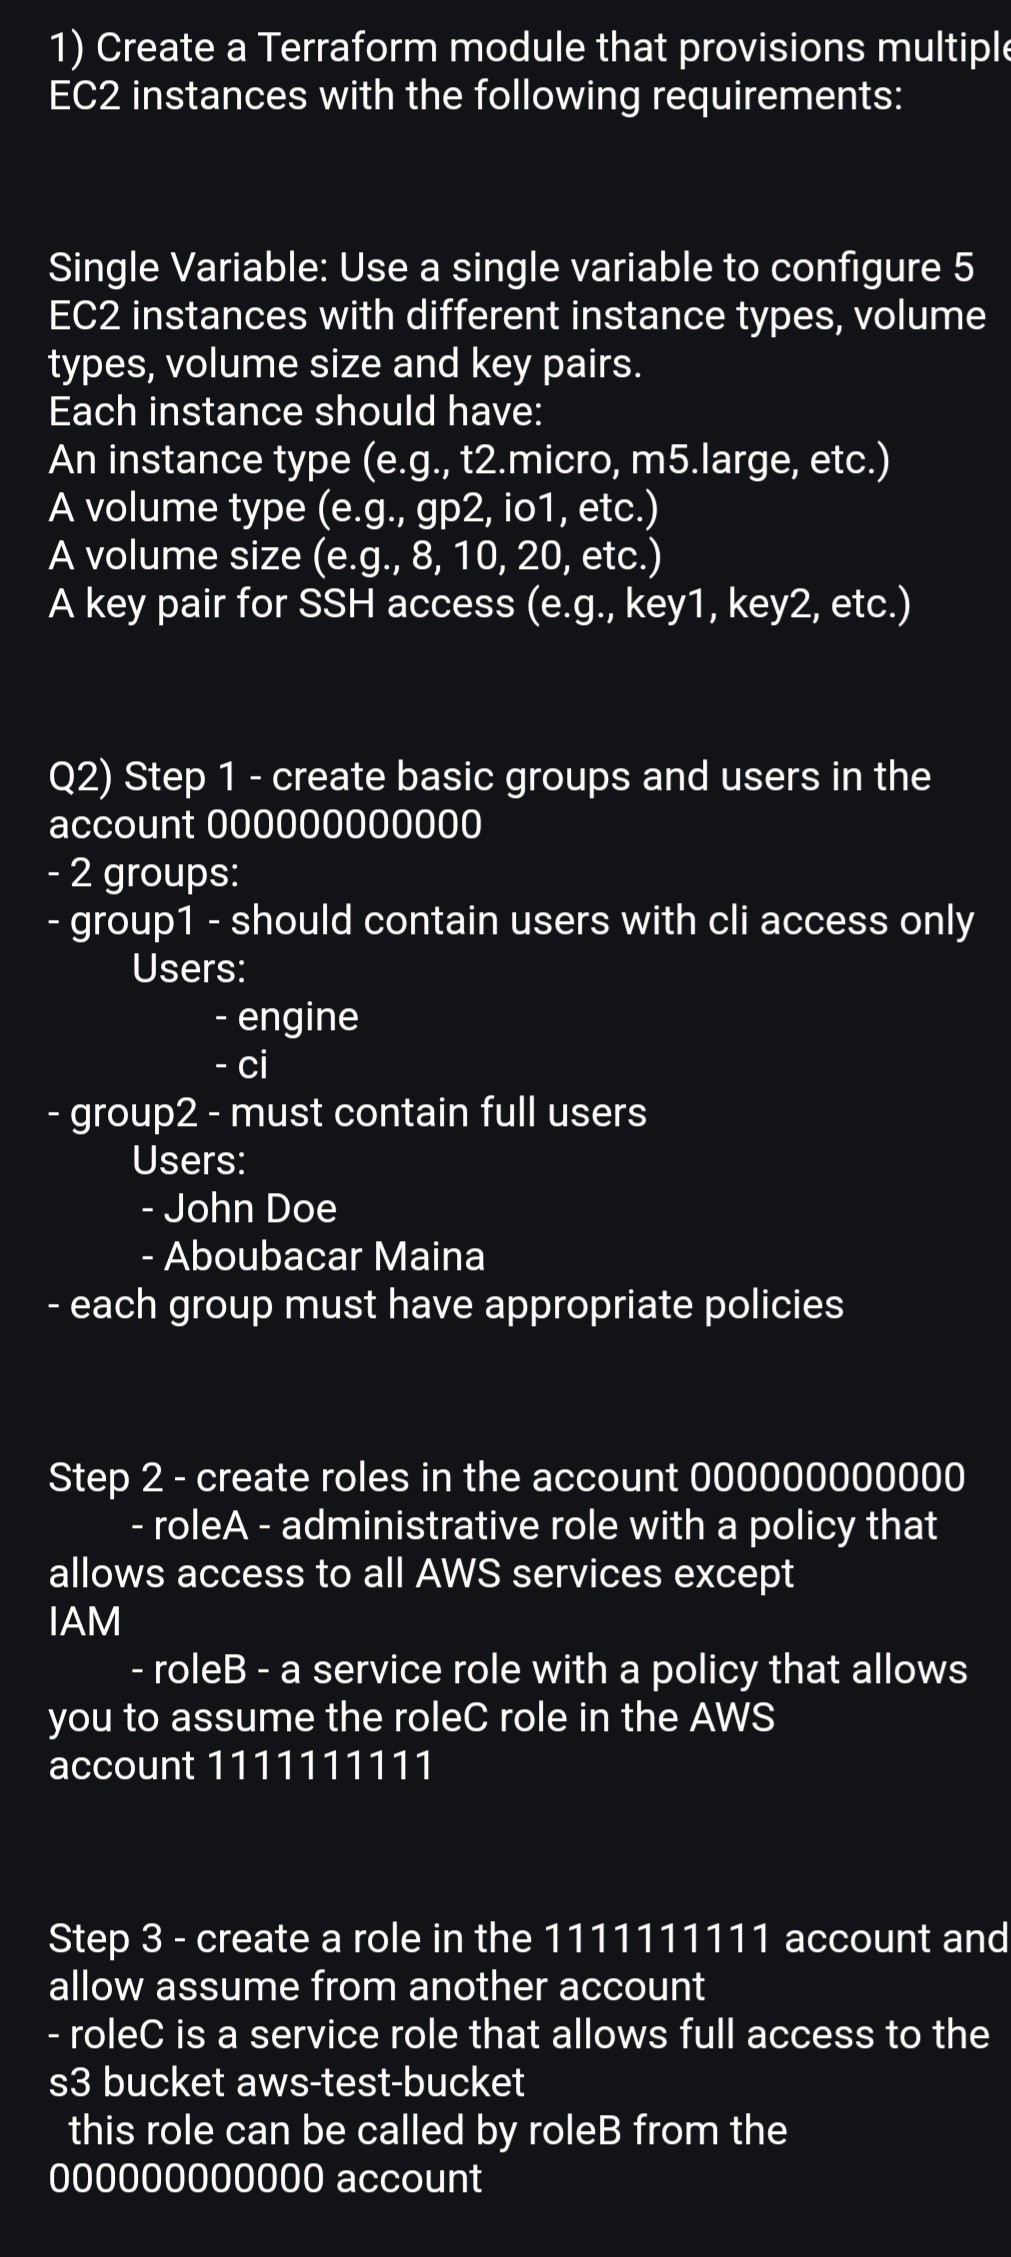 1) Create a Terraform module that provisions multiple
EC2 instances with the following requirements:
Single Variable: Use a single variable to configure 5
EC2 instances with different instance types, volume
types, volume size and key pairs.
Each instance should have:
An instance type (e.g., t2.micro, m5.large, etc.)
A volume type (e.g., gp2, io1, etc.)
A volume size (e.g., 8, 10, 20, etc.)
A key pair for SSH access (e.g., key1, key2, etc.)
Q2) Step 1 - create basic groups and users in the
account 000000000000
- 2 groups:
- group1 - should contain users with cli access only
Users:
- engine
- ci
- group2 - must contain full users
Users:
- John Doe
- Aboubacar Maina
- each group must have appropriate policies
Step 2 - create roles in the account 000000000000
- roleA - administrative role with a policy that
allows access to all AWS services except
IAM
- roleB - a service role with a policy that allows
you to assume the roleC role in the AWS
account 1111111111
Step 3 - create a role in the 1111111111 account and
allow assume from another account
- roleC is a service role that allows full access to the
s3 bucket aws-test-bucket
this role can be called by roleB from the
000000000000 account